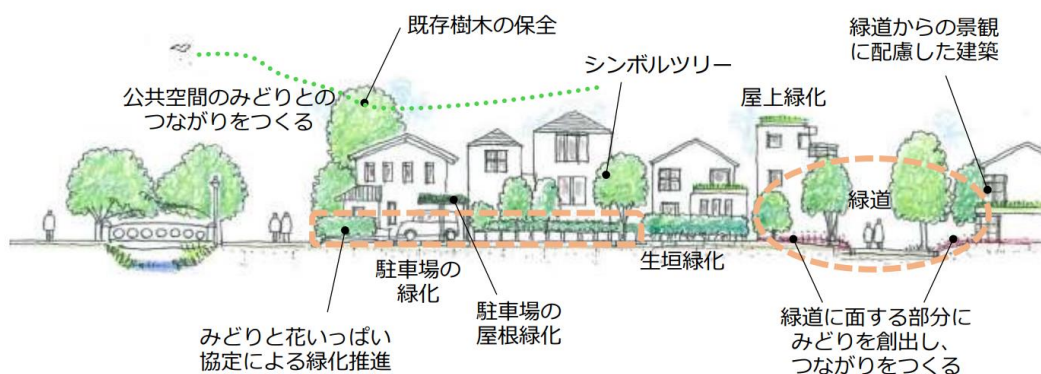 既存樹木の保全
シンボルツリー
緑道からの景観
に配慮した建築
公共空間のみどりとの
つながりをつくる
屋上緑化
緑道
生垣緑化
駐車場の
緑化
駐車場の
屋根緑化
みどりと花いっぱい
協定による緑化推進
緑道に面する部分に
みどりを創出し、
つながりをつくる